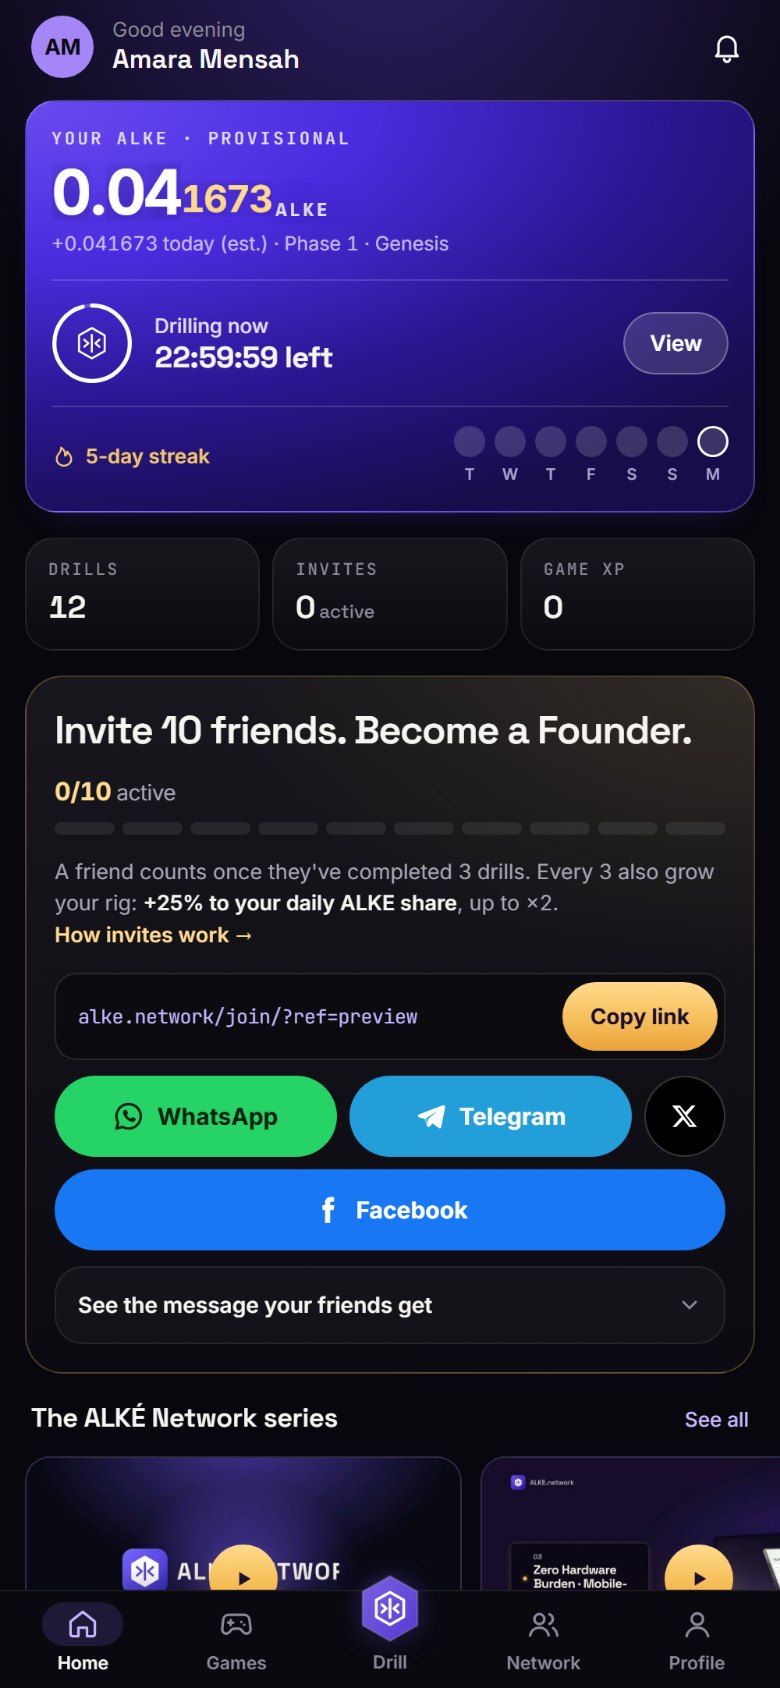 AM
Good evening
Amara Mensah
YOUR ALKE · PROVISIONAL
0.041673 ALKE
+0.041673 today (est.) · Phase 1 · Genesis
Drilling now
22:59:59 left
View
5-day streak
T W T F S S M
DRILLS
12
INVITES
0 active
GAME XP
0
Invite 10 friends. Become a Founder.
0/10 active
A friend counts once they've completed 3 drills. Every 3 also grow
your rig: +25% to your daily ALKE share, up to ×2.
How invites work →
alke.network/join/?ref=preview
Copy link
WhatsApp
Telegram
Facebook
See the message your friends get
The ALKÉ Network series
See all
ALKE.network
03
Zero Hardware
Burden · Mobile-
Home
Games
Drill
Network
Profile